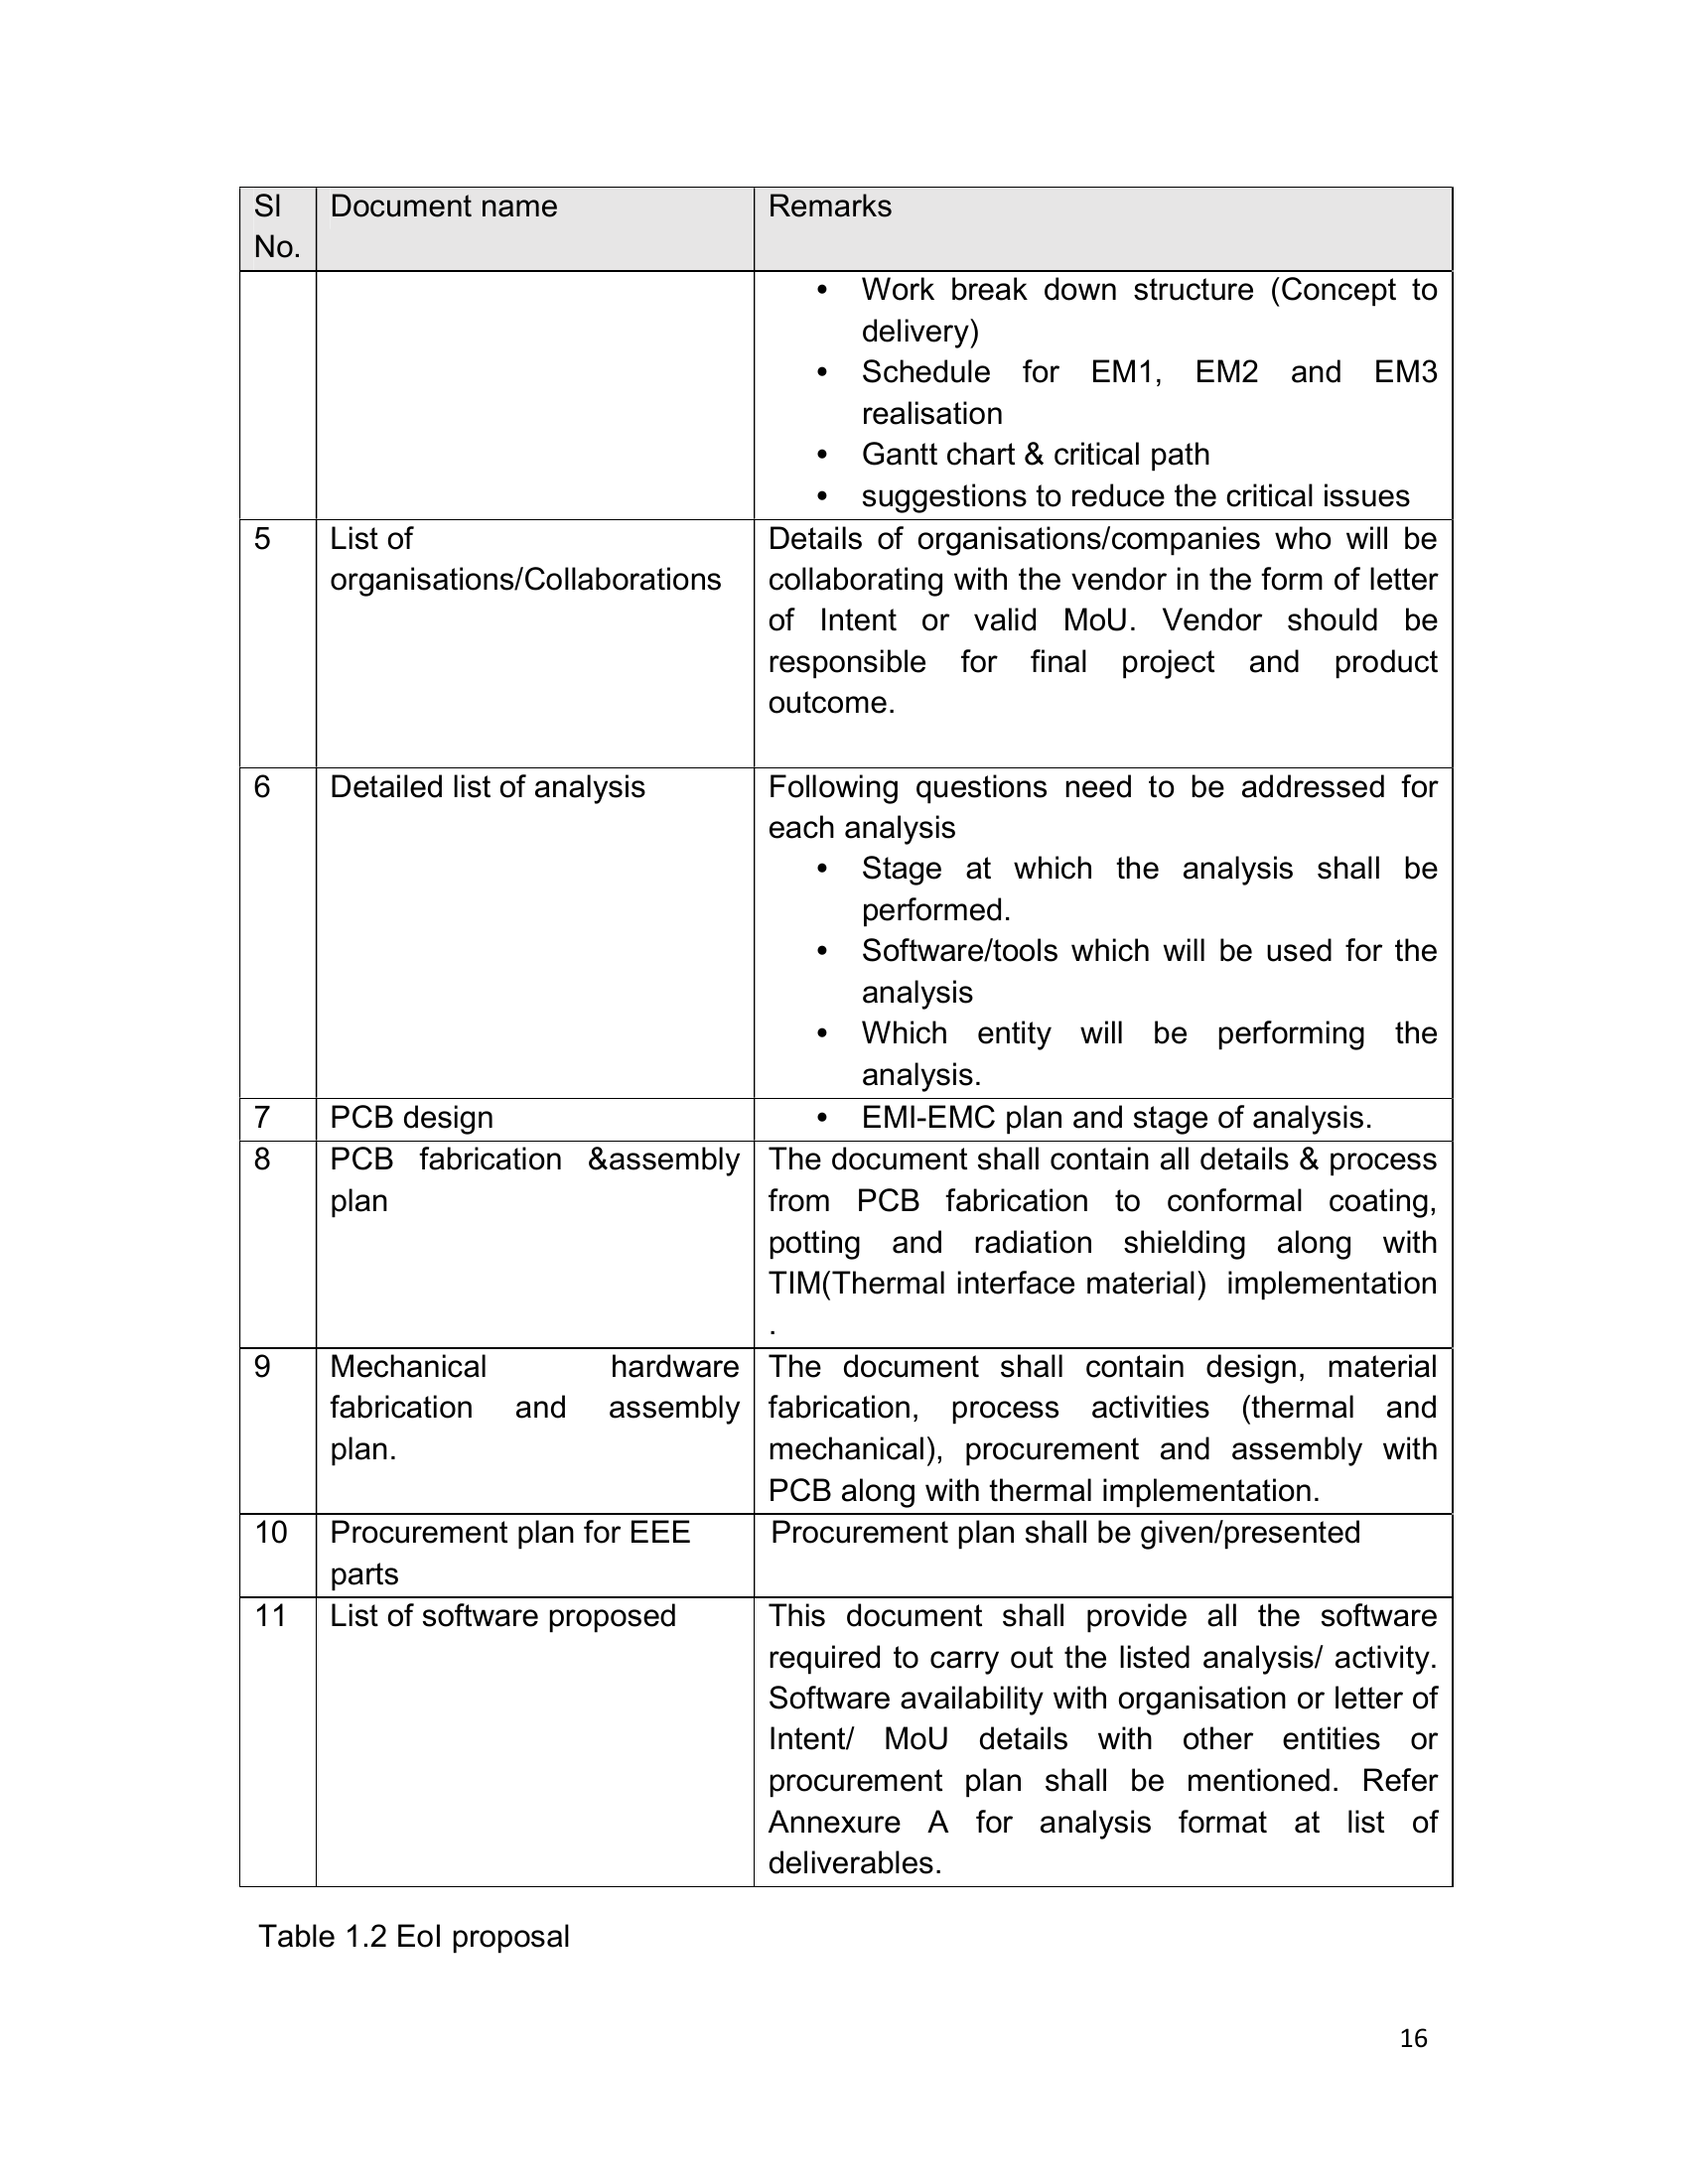 Sl
No.
Document name
Remarks
• Work break down structure (Concept to
delivery)
• Schedule for EM1, EM2 and EM3
realisation
• Gantt chart & critical path
• suggestions to reduce the critical issues
5
List of
organisations/Collaborations
Details of organisations/companies who will be
collaborating with the vendor in the form of letter
of Intent or valid MoU. Vendor should be
responsible for final project and product
outcome.
6
Detailed list of analysis
Following questions need to be addressed for
each analysis
• Stage at which the analysis shall be
performed.
• Software/tools which will be used for the
analysis
• Which entity will be performing the
analysis.
7
PCB design
• EMI-EMC plan and stage of analysis.
8
PCB fabrication &assembly
plan
The document shall contain all details & process
from PCB fabrication to conformal coating,
potting and radiation shielding along with
TIM(Thermal interface material) implementation
.
9
Mechanical hardware
fabrication and assembly
plan.
The document shall contain design, material
fabrication, process activities (thermal and
mechanical), procurement and assembly with
PCB along with thermal implementation.
10
Procurement plan for EEE
parts
Procurement plan shall be given/presented
11
List of software proposed
This document shall provide all the software
required to carry out the listed analysis/ activity.
Software availability with organisation or letter of
Intent/ MoU details with other entities or
procurement plan shall be mentioned. Refer
Annexure A for analysis format at list of
deliverables.
Table 1.2 EoI proposal
16